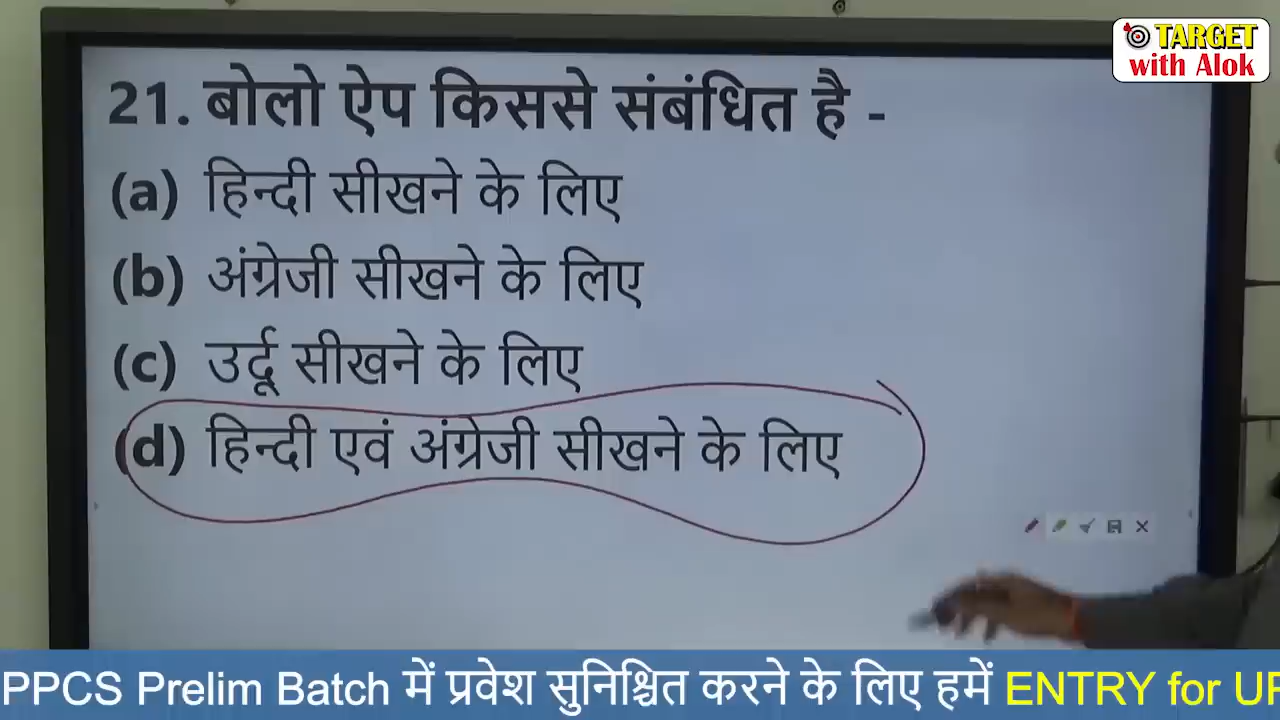 TARGET
with Alok
21. बोलो ऐप किससे संबंधित है -
(a) हिन्दी सीखने के लिए
(b) अंग्रेजी सीखने के लिए
(c) उर्दू सीखने के लिए
(d) हिन्दी एवं अंग्रेजी सीखने के लिए
PPCS Prelim Batch में प्रवेश सुनिश्चित करने के लिए हमें ENTRY for UP